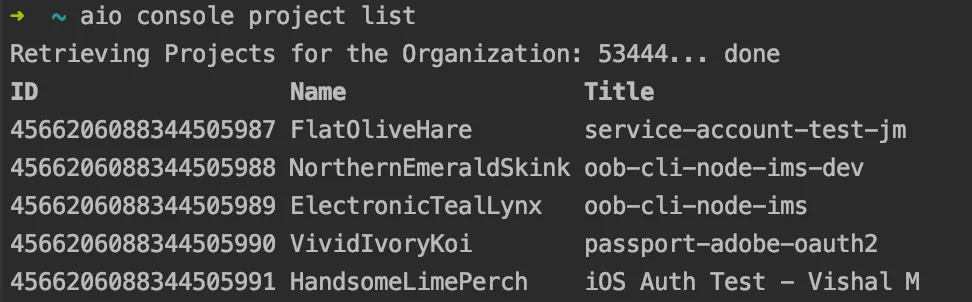 ➜ ~ aio console project list
Retrieving Projects for the Organization: 53444... done
ID Name Title
4566206088344505987 FlatOliveHare service-account-test-jm
4566206088344505988 NorthernEmeraldSkink oob-cli-node-ims-dev
4566206088344505989 ElectronicTealLynx oob-cli-node-ims
4566206088344505990 VividIvoryKoi passport-adobe-oauth2
4566206088344505991 HandsomeLimePerch iOS Auth Test - Vishal M